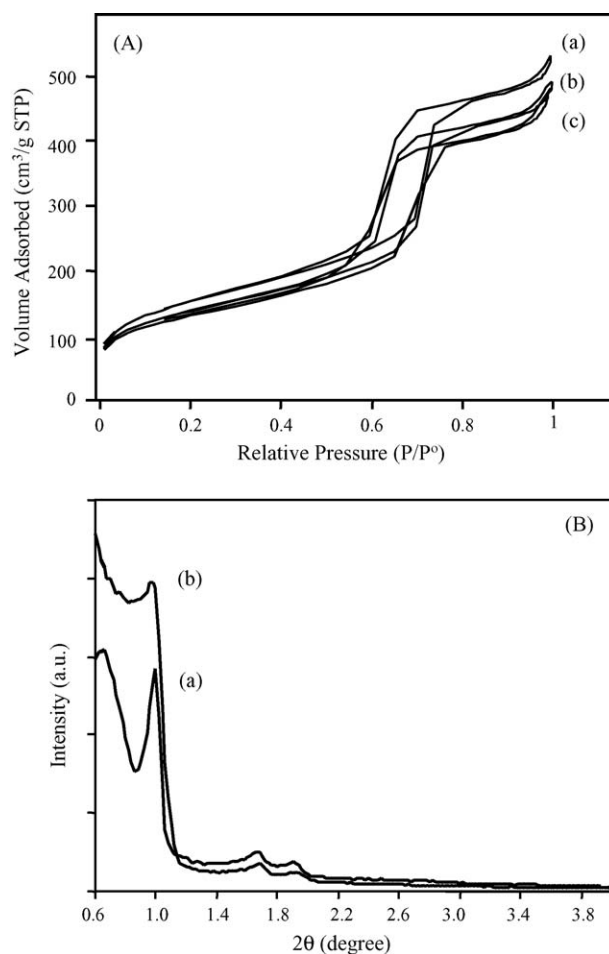 (A)
(a)
(b)
(c)
500
400
300
200
100
0
Volume Adsorbed (cm³/g STP)
0 0.2 0.4 0.6 0.8 1
Relative Pressure (P/P°)
(B)
(b)
(a)
Intensity (a.u.)
0.6 1.0 1.4 1.8 2.2 2.6 3.0 3.4 3.8
2θ (degree)